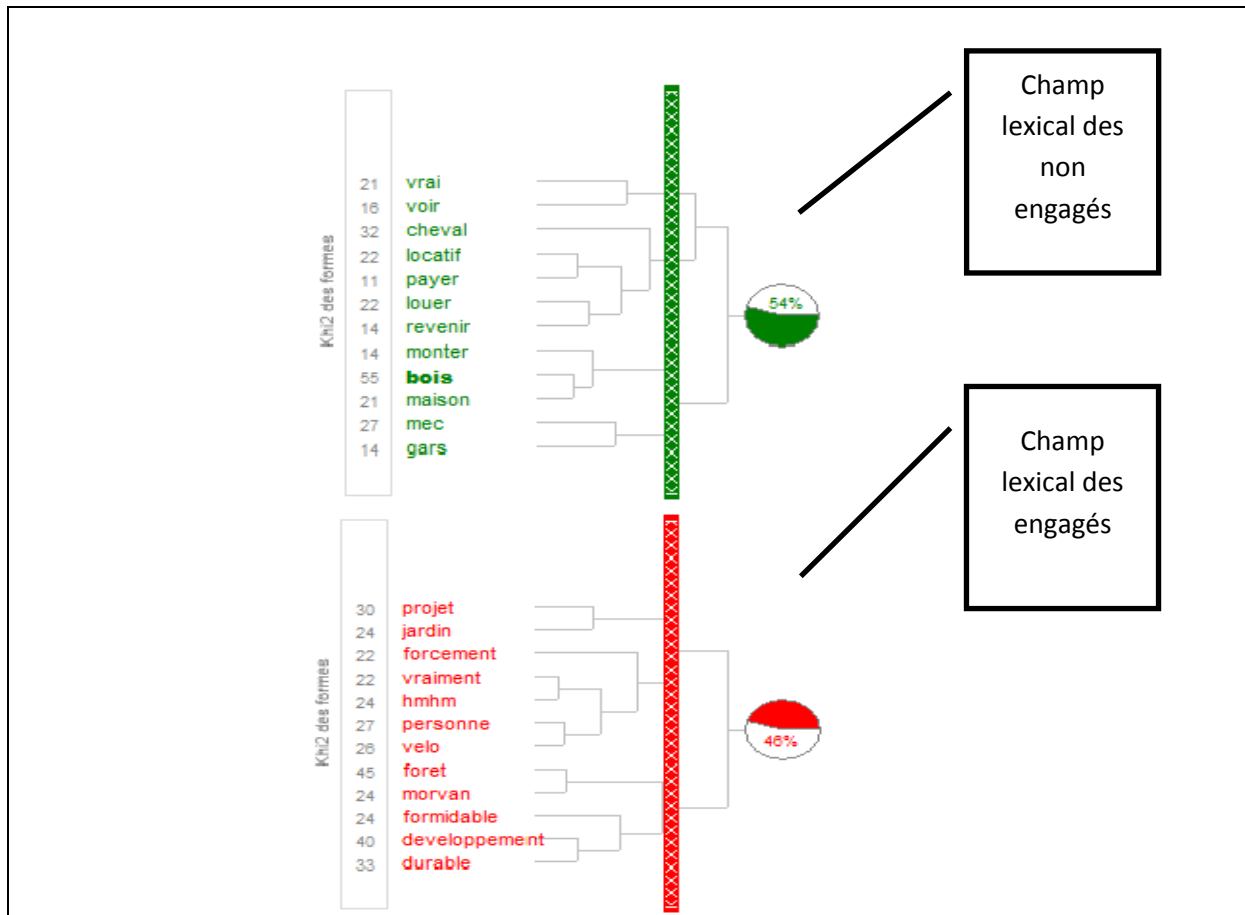 Khi2 des formes
21 vrai
16 voir
32 cheval
22 locatif
11 payer
22 louer
14 revenir
14 monter
55 bois
21 maison
27 mec
14 gars
54%
Champ
lexical des
non
engagés
Khi2 des formes
30 projet
24 jardin
22 forcement
22 vraiment
24 hmhm
27 personne
26 velo
45 foret
24 morvan
24 formidable
40 developpement
33 durable
46%
Champ
lexical des
engagés